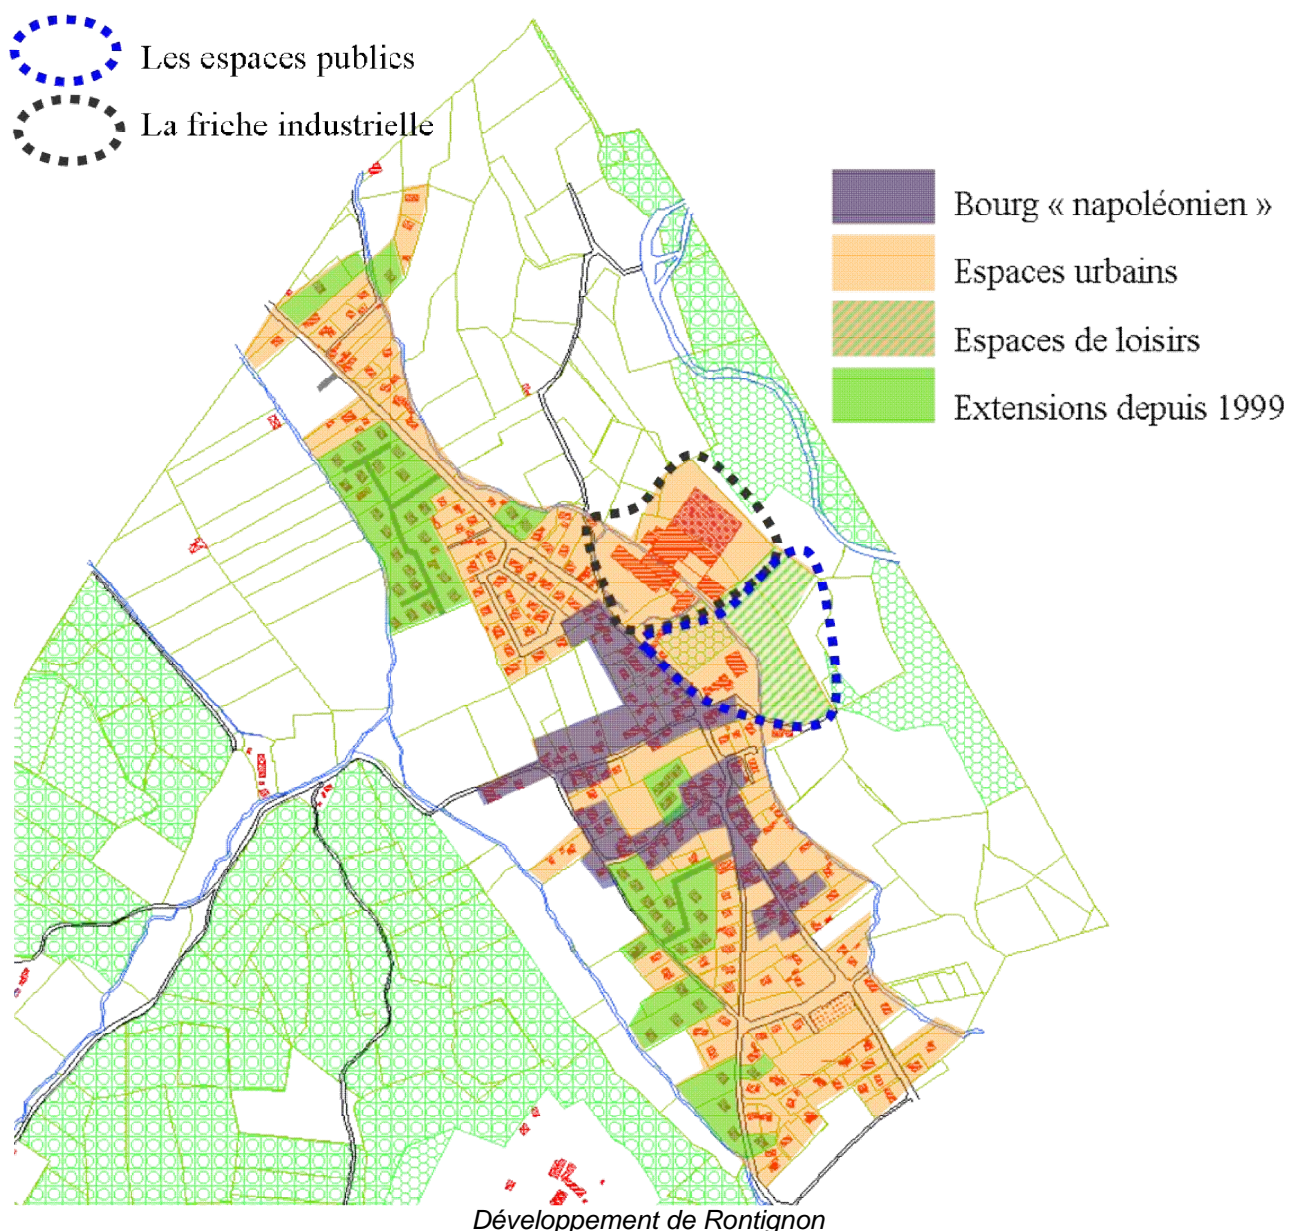 Les espaces publics
La friche industrielle
Bourg « napoléonien »
Espaces urbains
Espaces de loisirs
Extensions depuis 1999
Développement de Rontignon